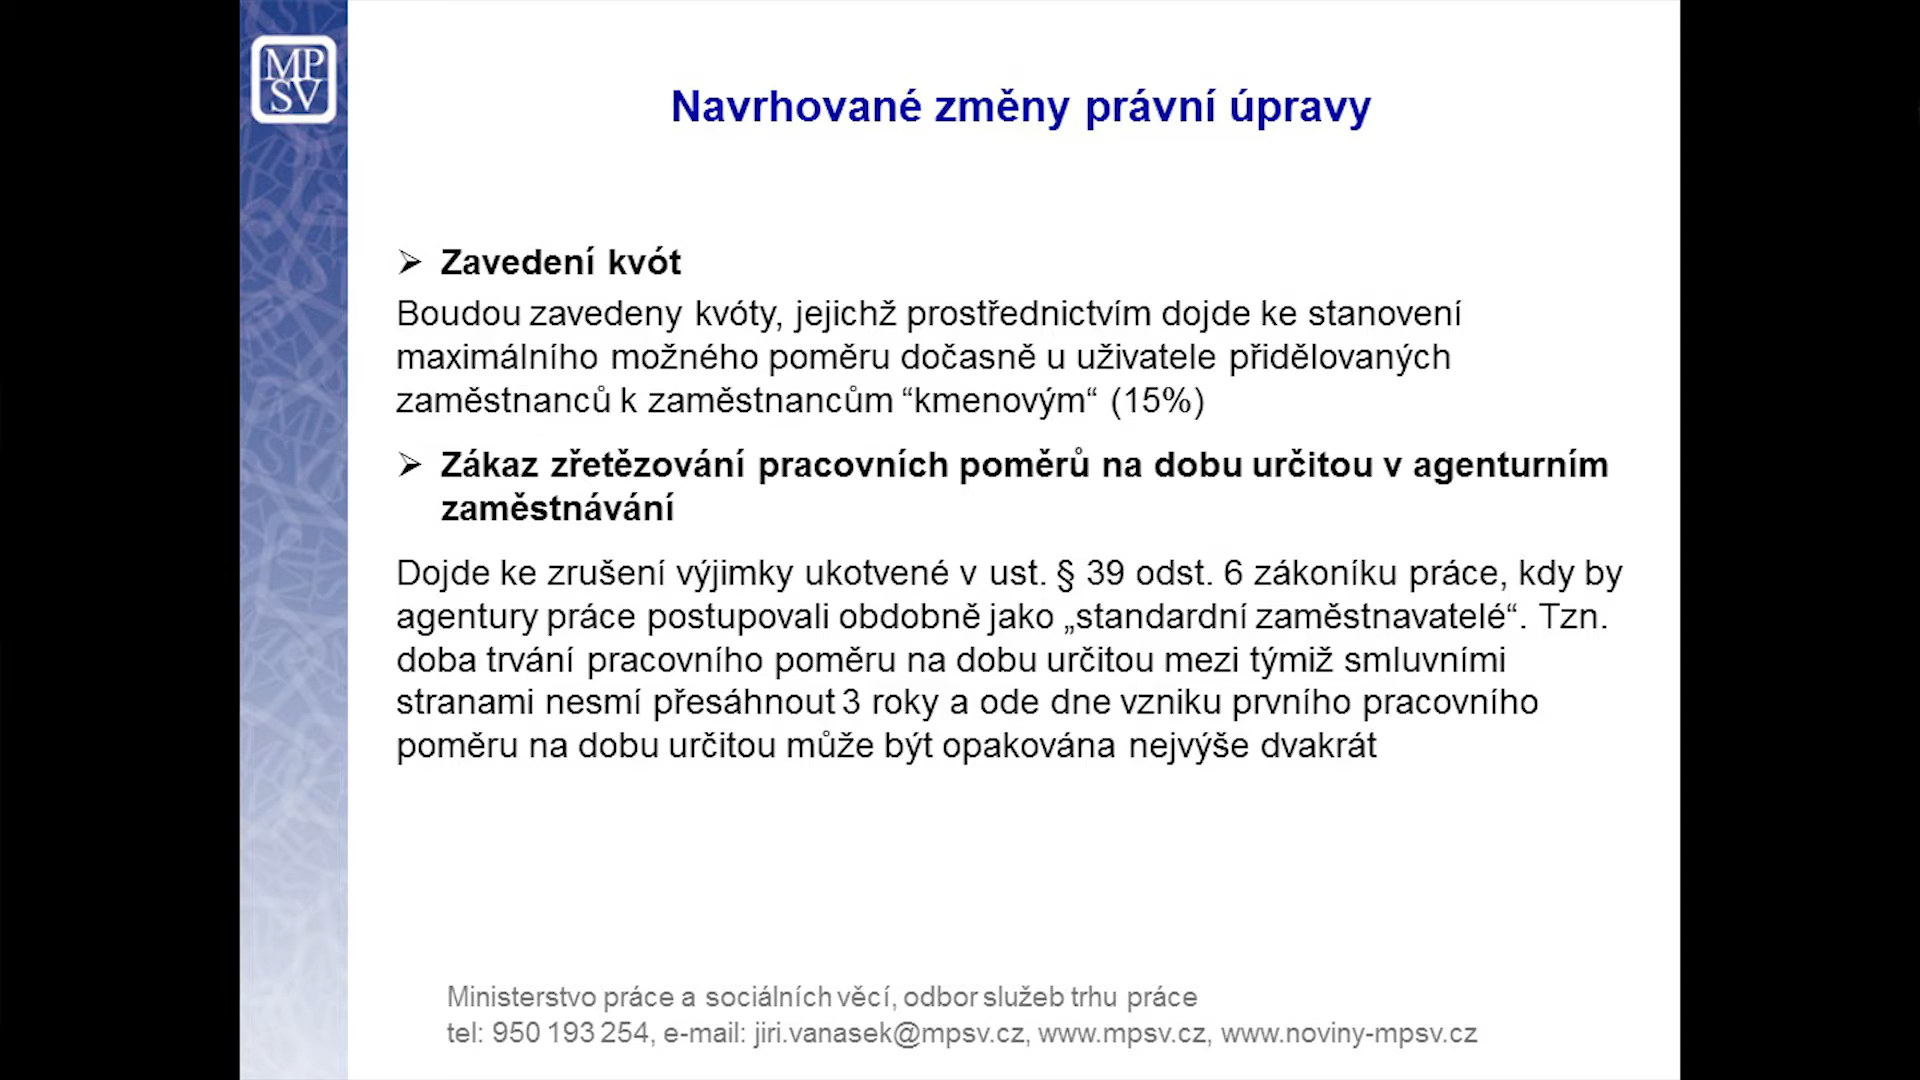 MP
SV
Navrhované změny právní úpravy
➢ Zavedení kvót
Boudou zavedeny kvóty, jejichž prostřednictvím dojde ke stanovení
maximálního možného poměru dočasně u uživatele přidělovaných
zaměstnanců k zaměstnancům “kmenovým“ (15%)
➢ Zákaz zřetězování pracovních poměrů na dobu určitou v agenturním
zaměstnávání
Dojde ke zrušení výjimky ukotvené v ust. § 39 odst. 6 zákoníku práce, kdy by
agentury práce postupovali obdobně jako „standardní zaměstnavatelé“. Tzn.
doba trvání pracovního poměru na dobu určitou mezi týmiž smluvními
stranami nesmí přesáhnout 3 roky a ode dne vzniku prvního pracovního
poměru na dobu určitou může být opakována nejvýše dvakrát
Ministerstvo práce a sociálních věcí, odbor služeb trhu práce
tel: 950 193 254, e-mail: jiri.vanasek@mpsv.cz, www.mpsv.cz, www.noviny-mpsv.cz